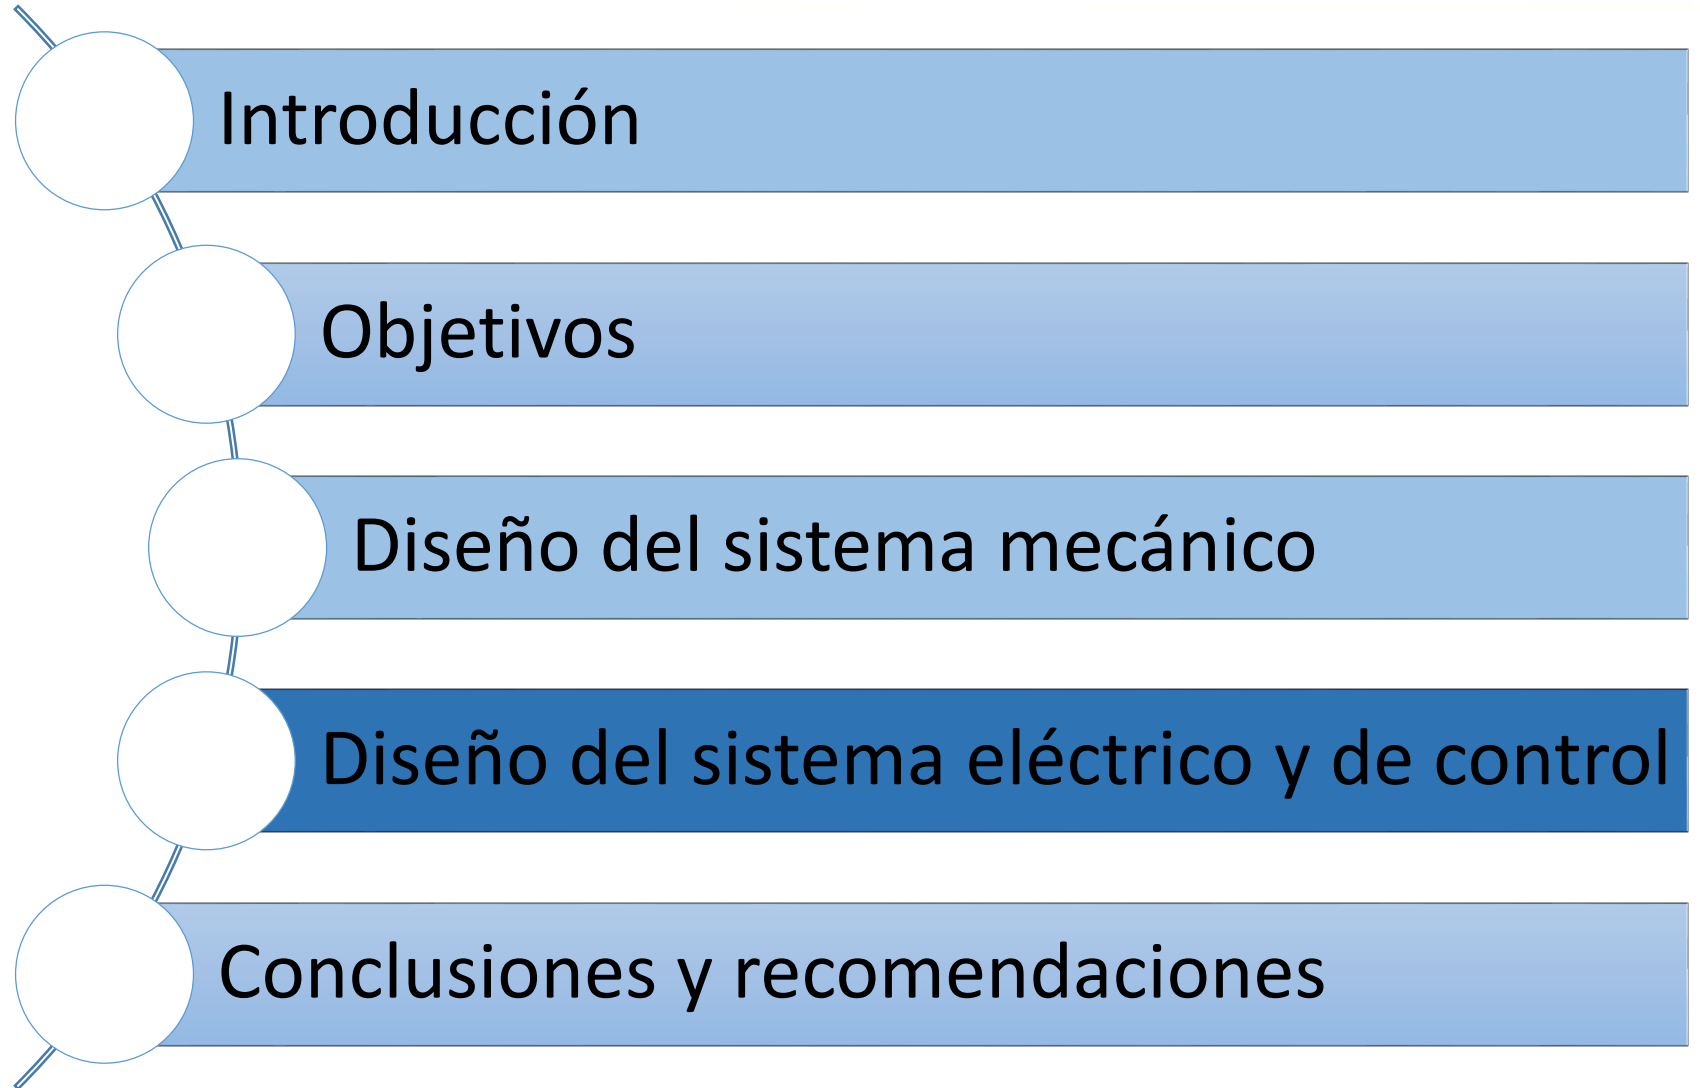 Introducción
Objetivos
Diseño del sistema mecánico
Diseño del sistema eléctrico y de control
Conclusiones y recomendaciones